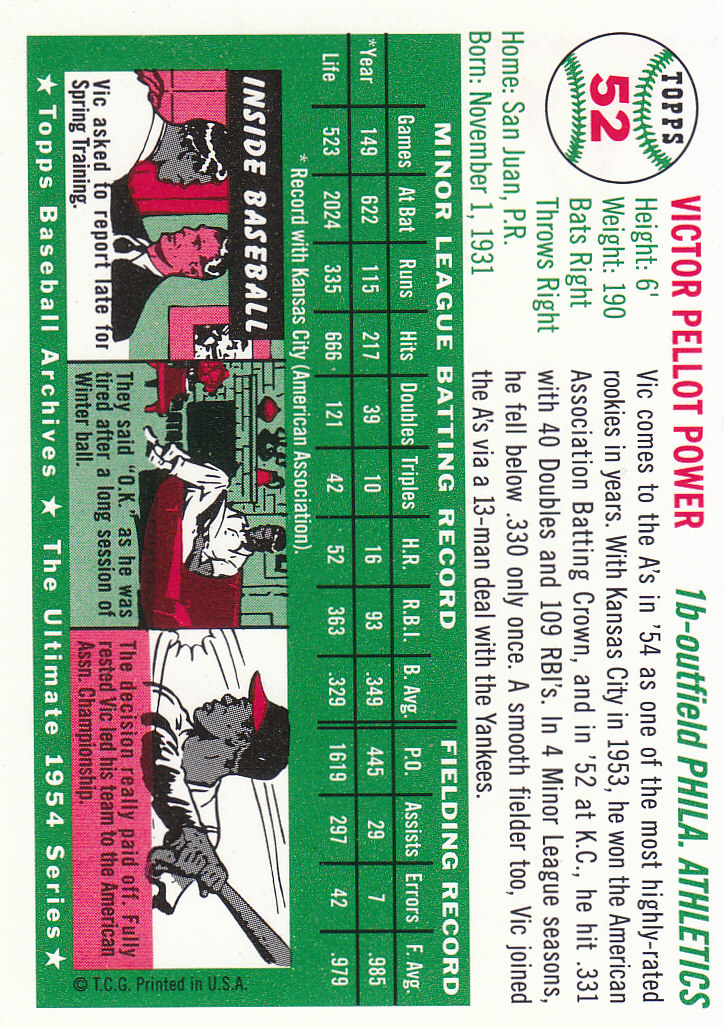 TOPPS
52
VICTOR PELLOT POWER 1b-outfield PHILA. ATHLETICS
Height: 6'
Weight: 190
Bats Right
Throws Right
Home: San Juan, P.R.
Born: November 1, 1931
Vic comes to the A's in '54 as one of the most highly-rated
rookies in years. With Kansas City in 1953, he won the American
Association Batting Crown, and in '52 at K.C., he hit .331
with 40 Doubles and 109 RBI's. In 4 Minor League seasons,
he fell below .330 only once. A smooth fielder too, Vic joined
the A's via a 13-man deal with the Yankees.
MINOR LEAGUE BATTING RECORD FIELDING RECORD
Games At Bat Runs Hits Doubles Triples H.R. R.B.I. B. Avg. P.O. Assists Errors F. Avg.
*Year 149 622 115 217 39 10 16 93 .349 445 29 7 .985
Life 523 2024 335 666 121 42 52 363 .329 1619 297 42 .979
* Record with Kansas City (American Association).
INSIDE BASEBALL
Vic asked to report late for
Spring Training.
They said "O.K." as he was
tired after a long session of
Winter ball.
The decision really paid off. Fully
rested Vic led his team to the American
Assn. Championship.
★ Topps Baseball Archives ★ The Ultimate 1954 Series ★
© T.C.G. Printed in U.S.A.